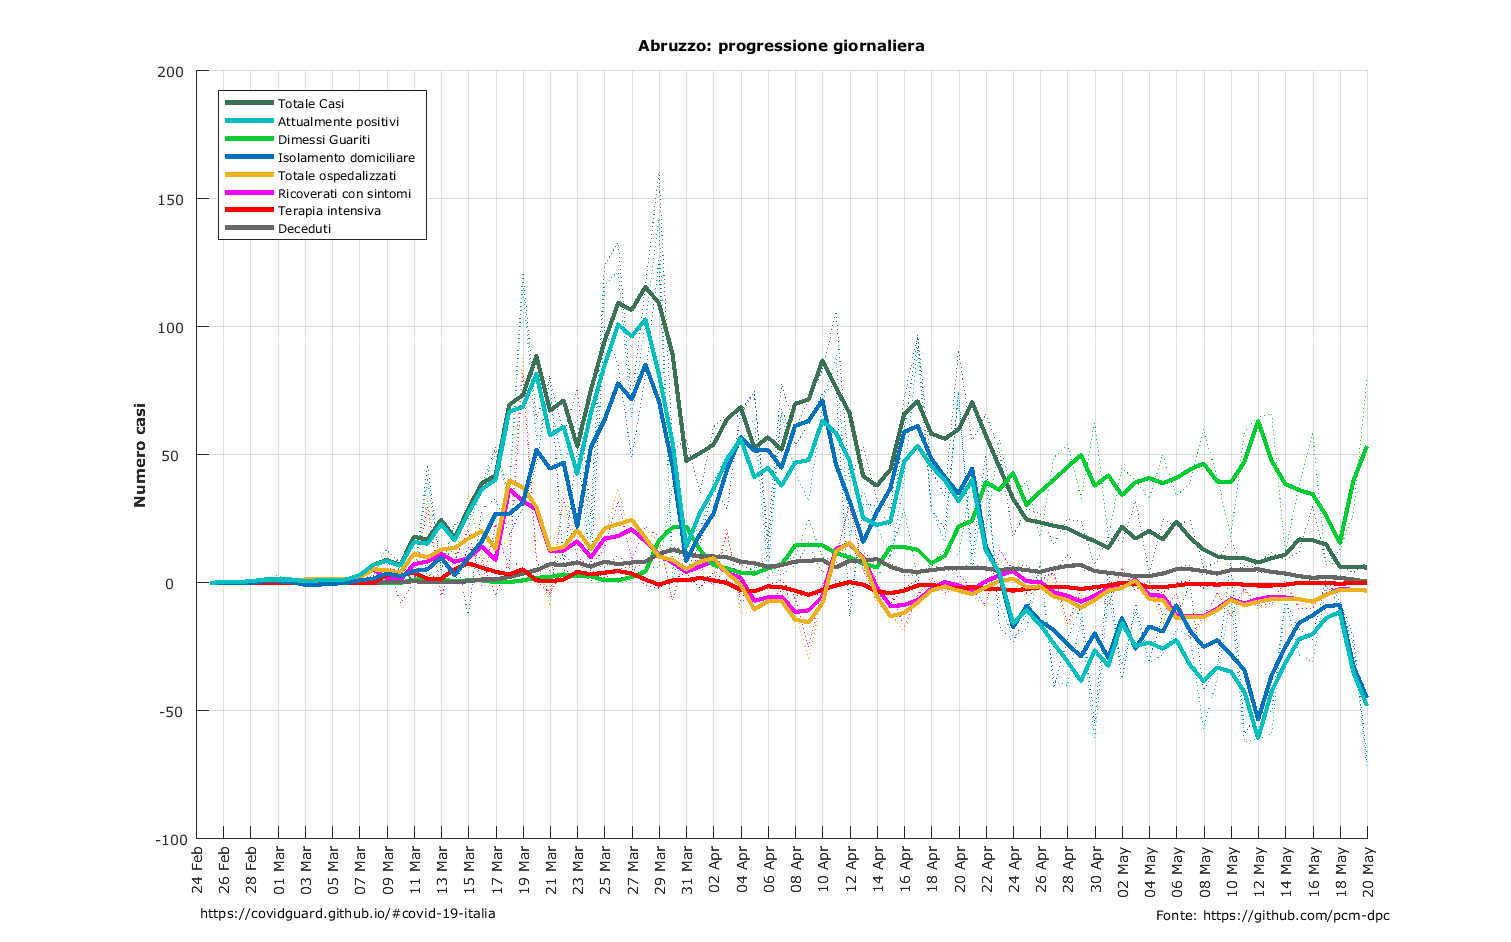 Abruzzo: progressione giornaliera
200
150
100
50
0
-50
-100
Numero casi
Totale Casi
Attualmente positivi
Dimessi Guariti
Isolamento domiciliare
Totale ospedalizzati
Ricoverati con sintomi
Terapia intensiva
Deceduti
24 Feb
26 Feb
28 Feb
01 Mar
03 Mar
05 Mar
07 Mar
09 Mar
11 Mar
13 Mar
15 Mar
17 Mar
19 Mar
21 Mar
23 Mar
25 Mar
27 Mar
29 Mar
31 Mar
02 Apr
04 Apr
06 Apr
08 Apr
10 Apr
12 Apr
14 Apr
16 Apr
18 Apr
20 Apr
22 Apr
24 Apr
26 Apr
28 Apr
30 Apr
02 May
04 May
06 May
08 May
10 May
12 May
14 May
16 May
18 May
20 May
https://covidguard.github.io/#covid-19-italia
Fonte: https://github.com/pcm-dpc